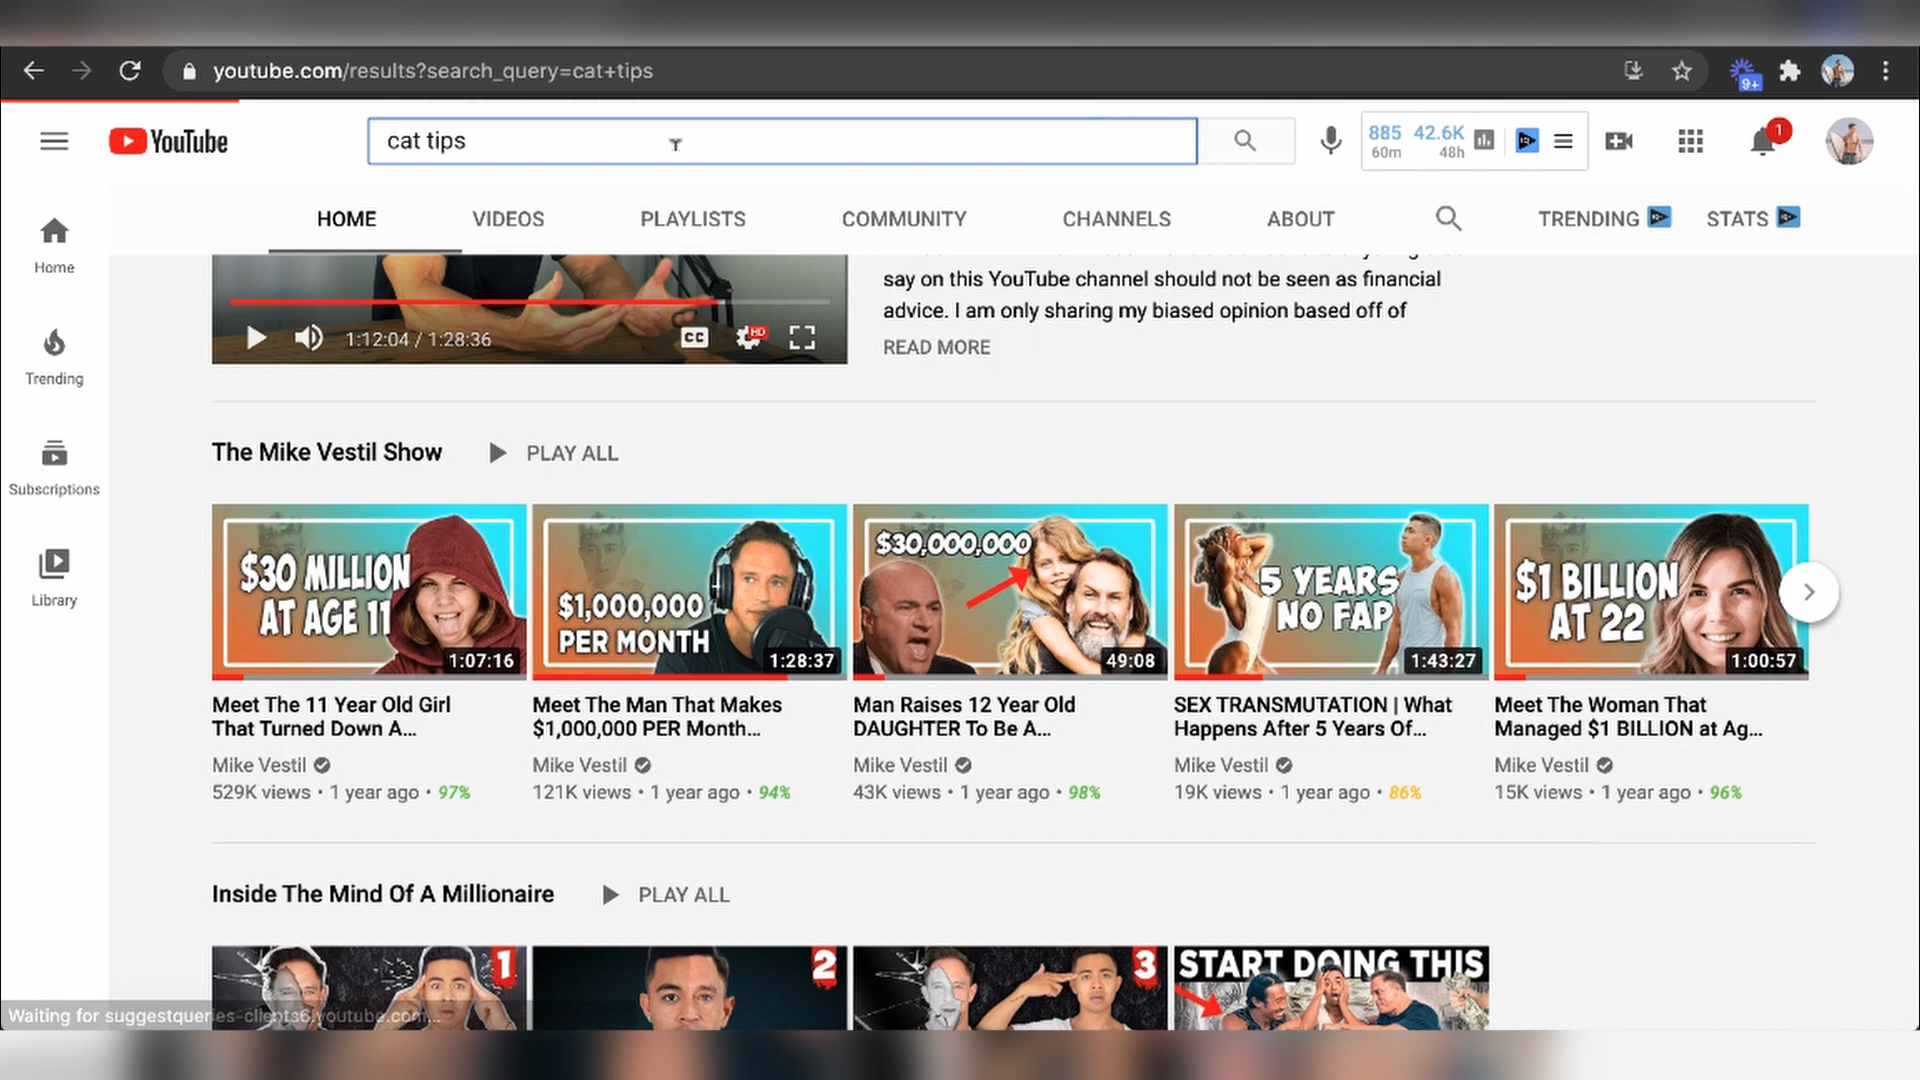 youtube.com/results?search_query=cat+tips
9+
YouTube
cat tips
885 42.6K
60m 48h
1
HOME VIDEOS PLAYLISTS COMMUNITY CHANNELS ABOUT TRENDING STATS
Home
Trending
Subscriptions
Library
say on this YouTube channel should not be seen as financial
advice. I am only sharing my biased opinion based off of
READ MORE
1:12:04 / 1:28:36
CC
HD
The Mike Vestil Show PLAY ALL
$30 MILLION
AT AGE 11
1:07:16
$1,000,000
PER MONTH
1:28:37
$30,000,000
49:08
5 YEARS
NO FAP
1:43:27
$1 BILLION
AT 22
1:00:57
Meet The 11 Year Old Girl
That Turned Down A...
Mike Vestil
529K views • 1 year ago • 97%
Meet The Man That Makes
$1,000,000 PER Month...
Mike Vestil
121K views • 1 year ago • 94%
Man Raises 12 Year Old
DAUGHTER To Be A...
Mike Vestil
43K views • 1 year ago • 98%
SEX TRANSMUTATION | What
Happens After 5 Years Of...
Mike Vestil
19K views • 1 year ago • 86%
Meet The Woman That
Managed $1 BILLION at Ag...
Mike Vestil
15K views • 1 year ago • 96%
Inside The Mind Of A Millionaire PLAY ALL
1
2
3
START DOING THIS
Waiting for suggestqueries-clients6.youtube.com...